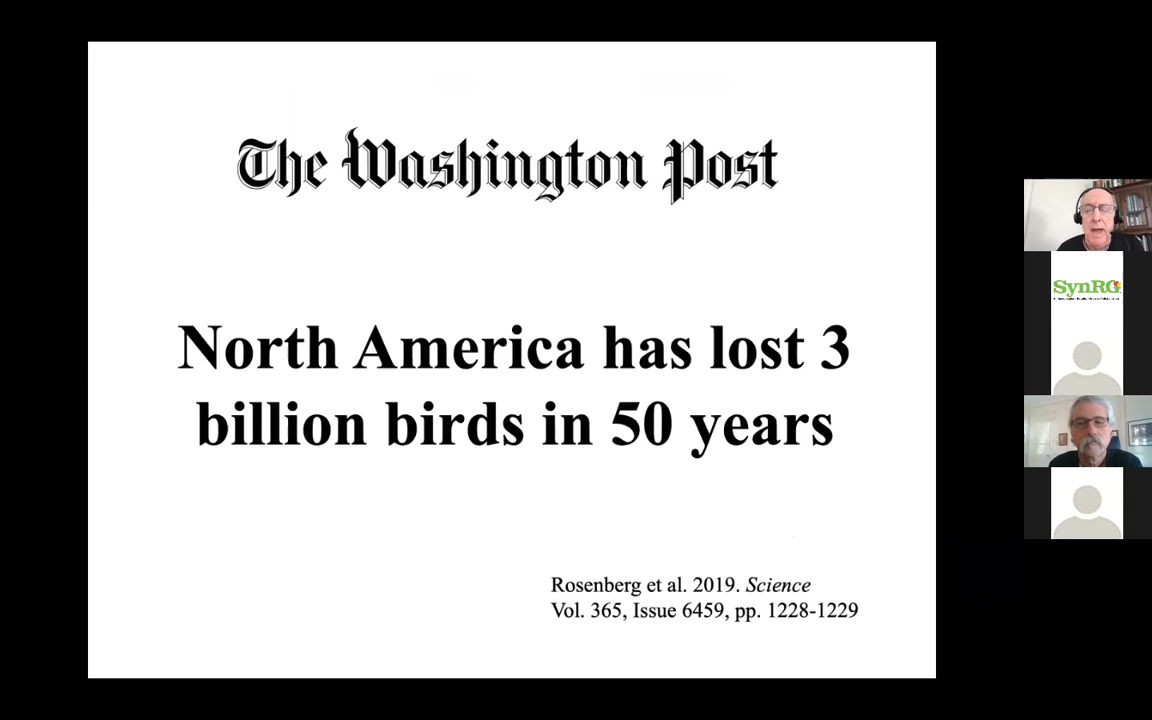 The Washington Post
North America has lost 3
billion birds in 50 years
Rosenberg et al. 2019. Science
Vol. 365, Issue 6459, pp. 1228-1229
SynRG